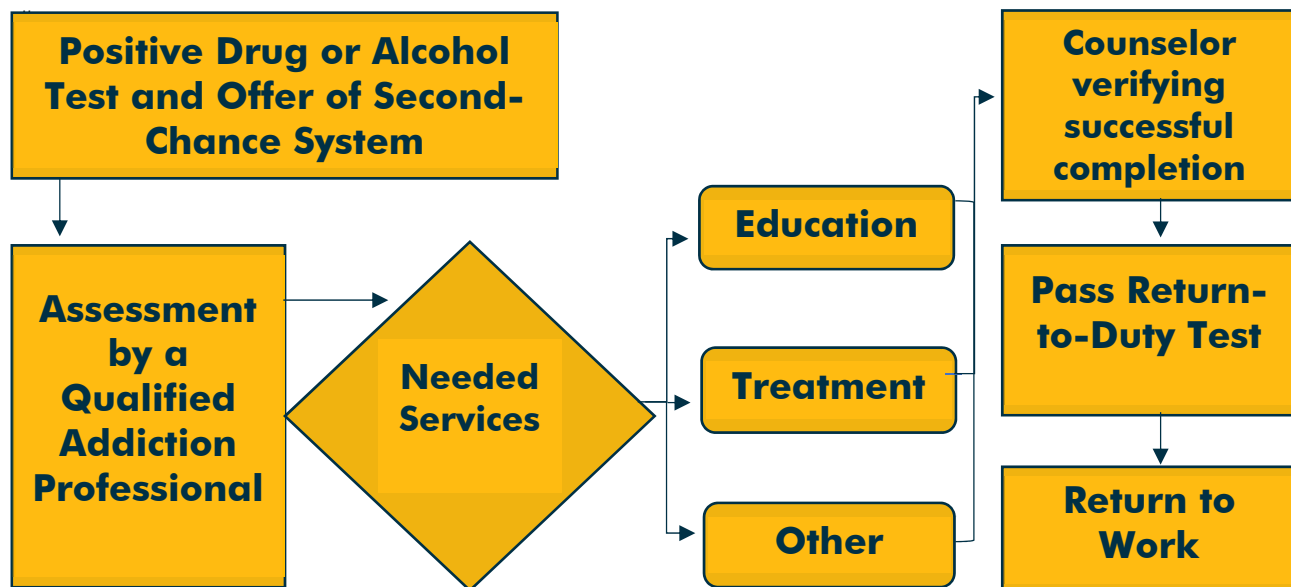 Positive Drug or Alcohol
Test and Offer of Second-
Chance System
Assessment
by a
Qualified
Addiction
Professional
Needed
Services
Education
Treatment
Other
Counselor
verifying
successful
completion
Pass Return-
to-Duty Test
Return to
Work